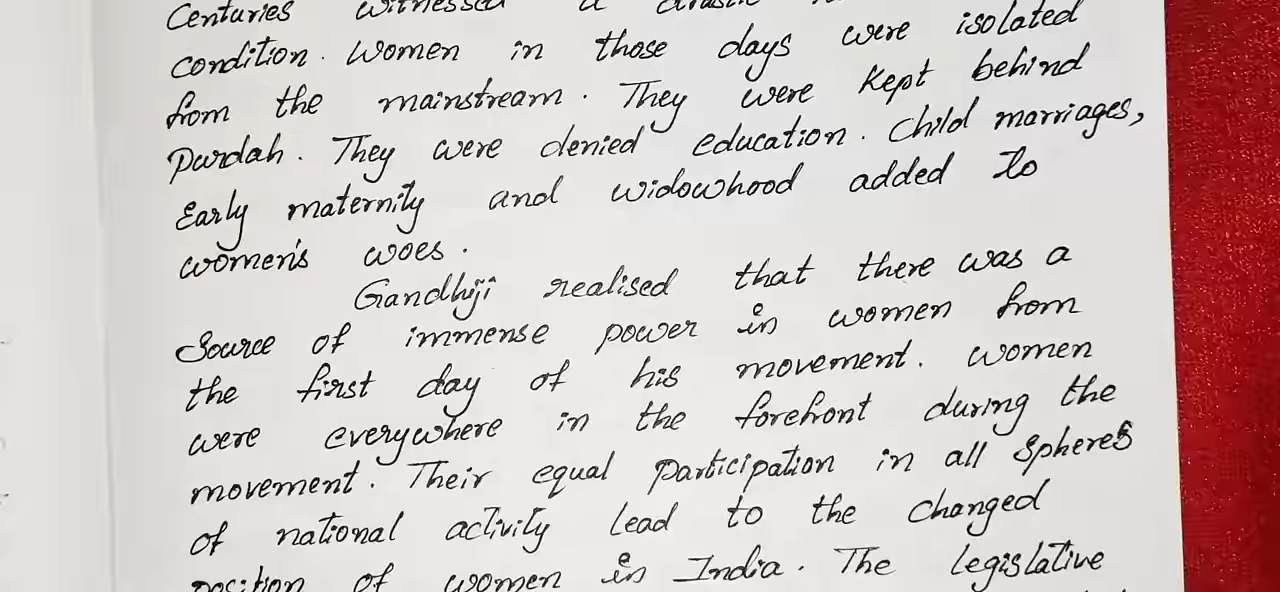 Centuries witnessed a
condition. Women in those days were isolated
from the mainstream. They were kept behind
Purdah. They were denied education. Child marriages,
Early maternity and widowhood added to
women's woes.
Gandhiji realised that there was a
Source of immense power in women from
the first day of his movement. Women
were everywhere in the forefront during the
movement. Their equal participation in all spheres
of national activity lead to the changed
position of women in India. The legislative